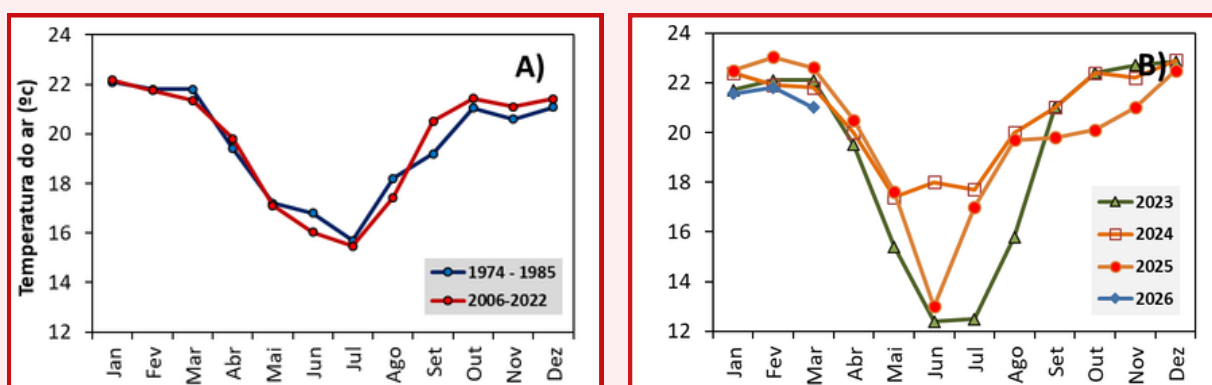 A)
Temperatura do ar (ºc)
24
22
20
18
16
14
12
1974 - 1985
2006-2022
Jan
Fev
Mar
Abr
Mai
Jun
Jul
Ago
Set
Out
Nov
Dez
B)
24
23
22
20
18
16
14
12
2023
2024
2025
2026
Jan
Fev
Mar
Abr
Mai
Jun
Jul
Ago
Set
Out
Nov
Dez